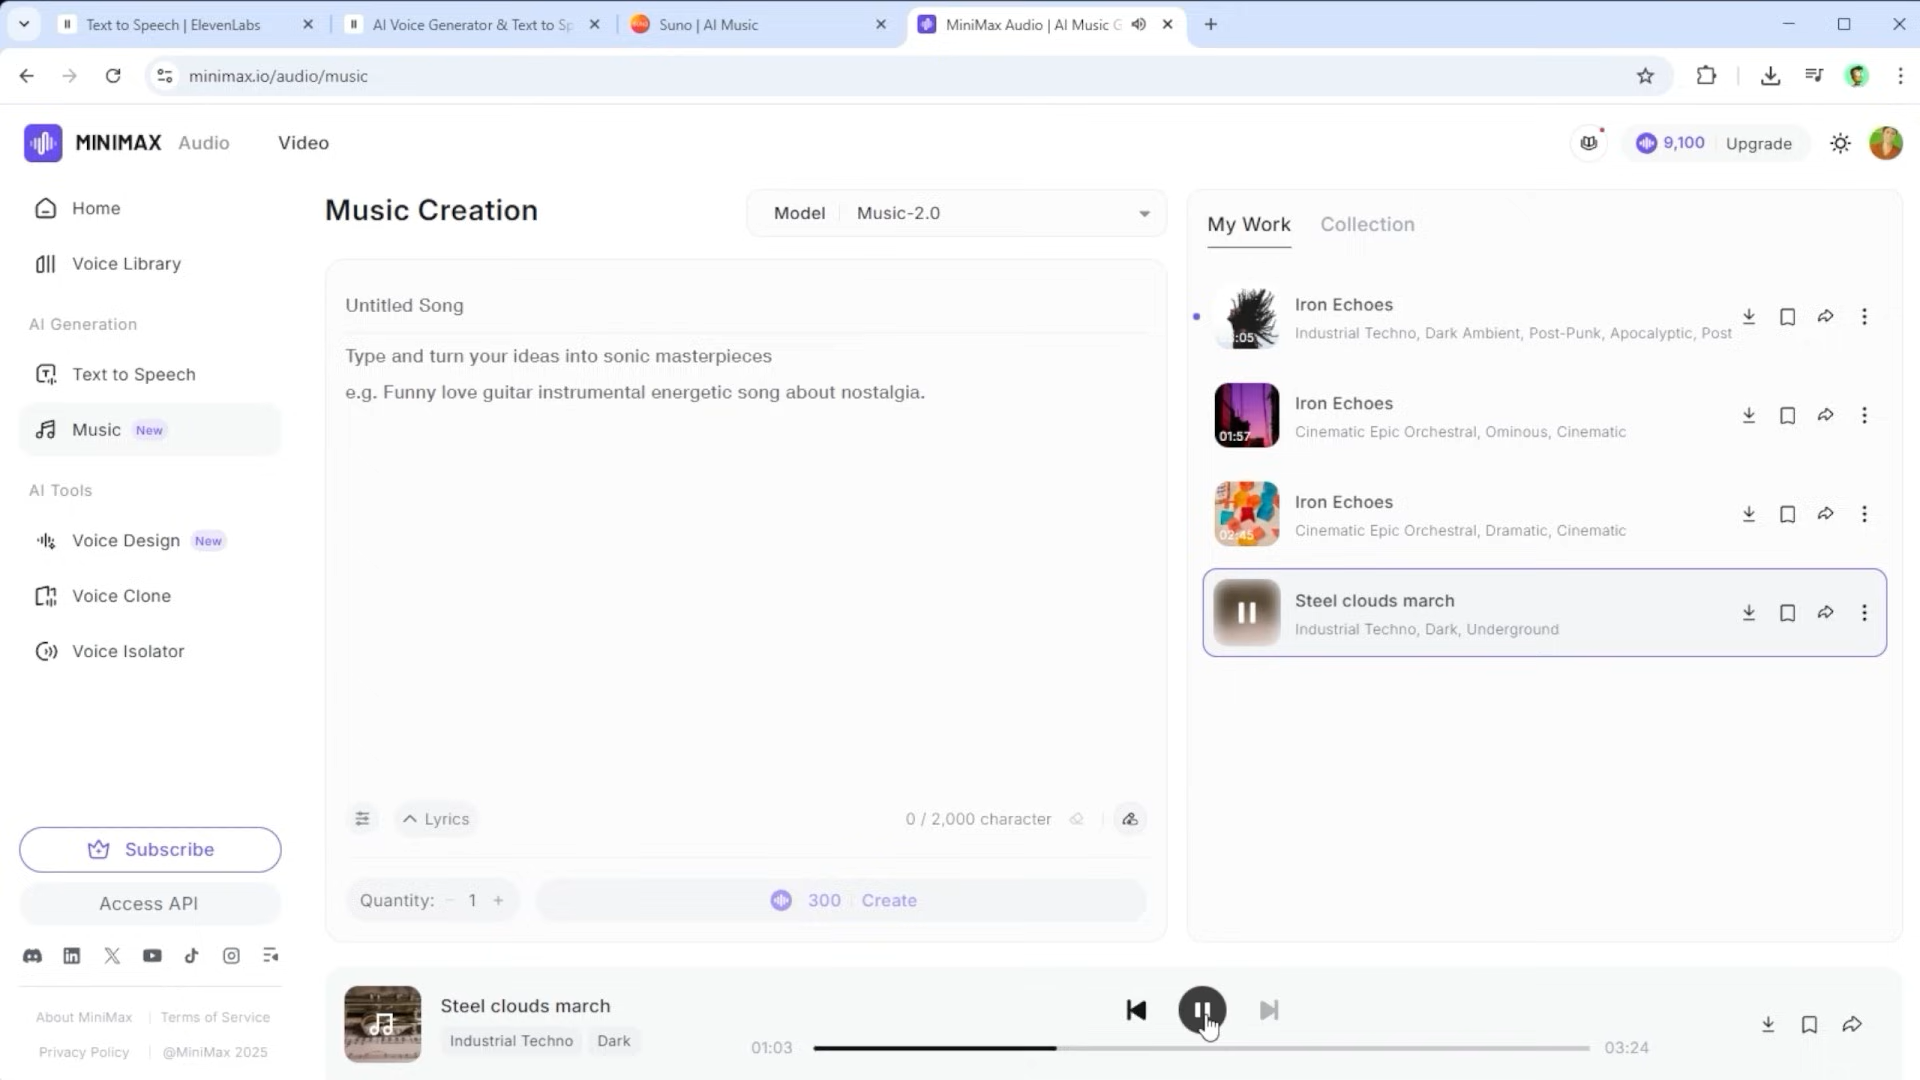 Text to Speech | ElevenLabs
AI Voice Generator & Text to Sp
Suno | AI Music
MiniMax Audio | AI Music G
minimax.io/audio/music
MINIMAX Audio
Video
9,100
Upgrade
Home
Voice Library
AI Generation
Text to Speech
Music New
AI Tools
Voice Design New
Voice Clone
Voice Isolator
Subscribe
Access API
About MiniMax | Terms of Service
Privacy Policy | @MiniMax 2025
Music Creation
Model Music-2.0
Untitled Song
Type and turn your ideas into sonic masterpieces
e.g. Funny love guitar instrumental energetic song about nostalgia.
Lyrics
0 / 2,000 character
Quantity: - 1 +
300 Create
My Work
Collection
Iron Echoes
Industrial Techno, Dark Ambient, Post-Punk, Apocalyptic, Post
Iron Echoes
01:57
Cinematic Epic Orchestral, Ominous, Cinematic
Iron Echoes
02:45
Cinematic Epic Orchestral, Dramatic, Cinematic
Steel clouds march
Industrial Techno, Dark, Underground
Steel clouds march
Industrial Techno
Dark
01:03
03:24